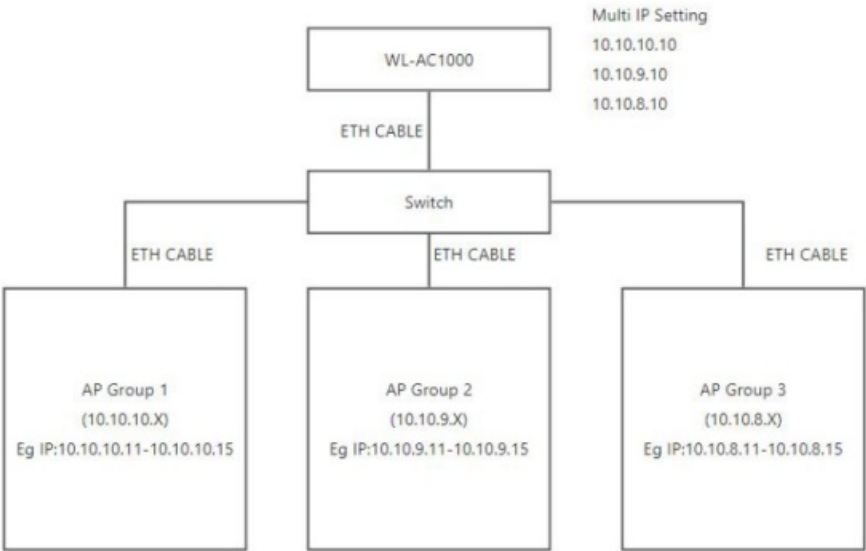 Multi IP Setting
WL-AC1000
10.10.10.10
10.10.9.10
10.10.8.10
ETH CABLE
Switch
ETH CABLE
ETH CABLE
ETH CABLE
AP Group 1
(10.10.10.X)
Eg IP:10.10.10.11-10.10.10.15
AP Group 2
(10.10.9.X)
Eg IP:10.10.9.11-10.10.9.15
AP Group 3
(10.10.8.X)
Eg IP:10.10.8.11-10.10.8.15